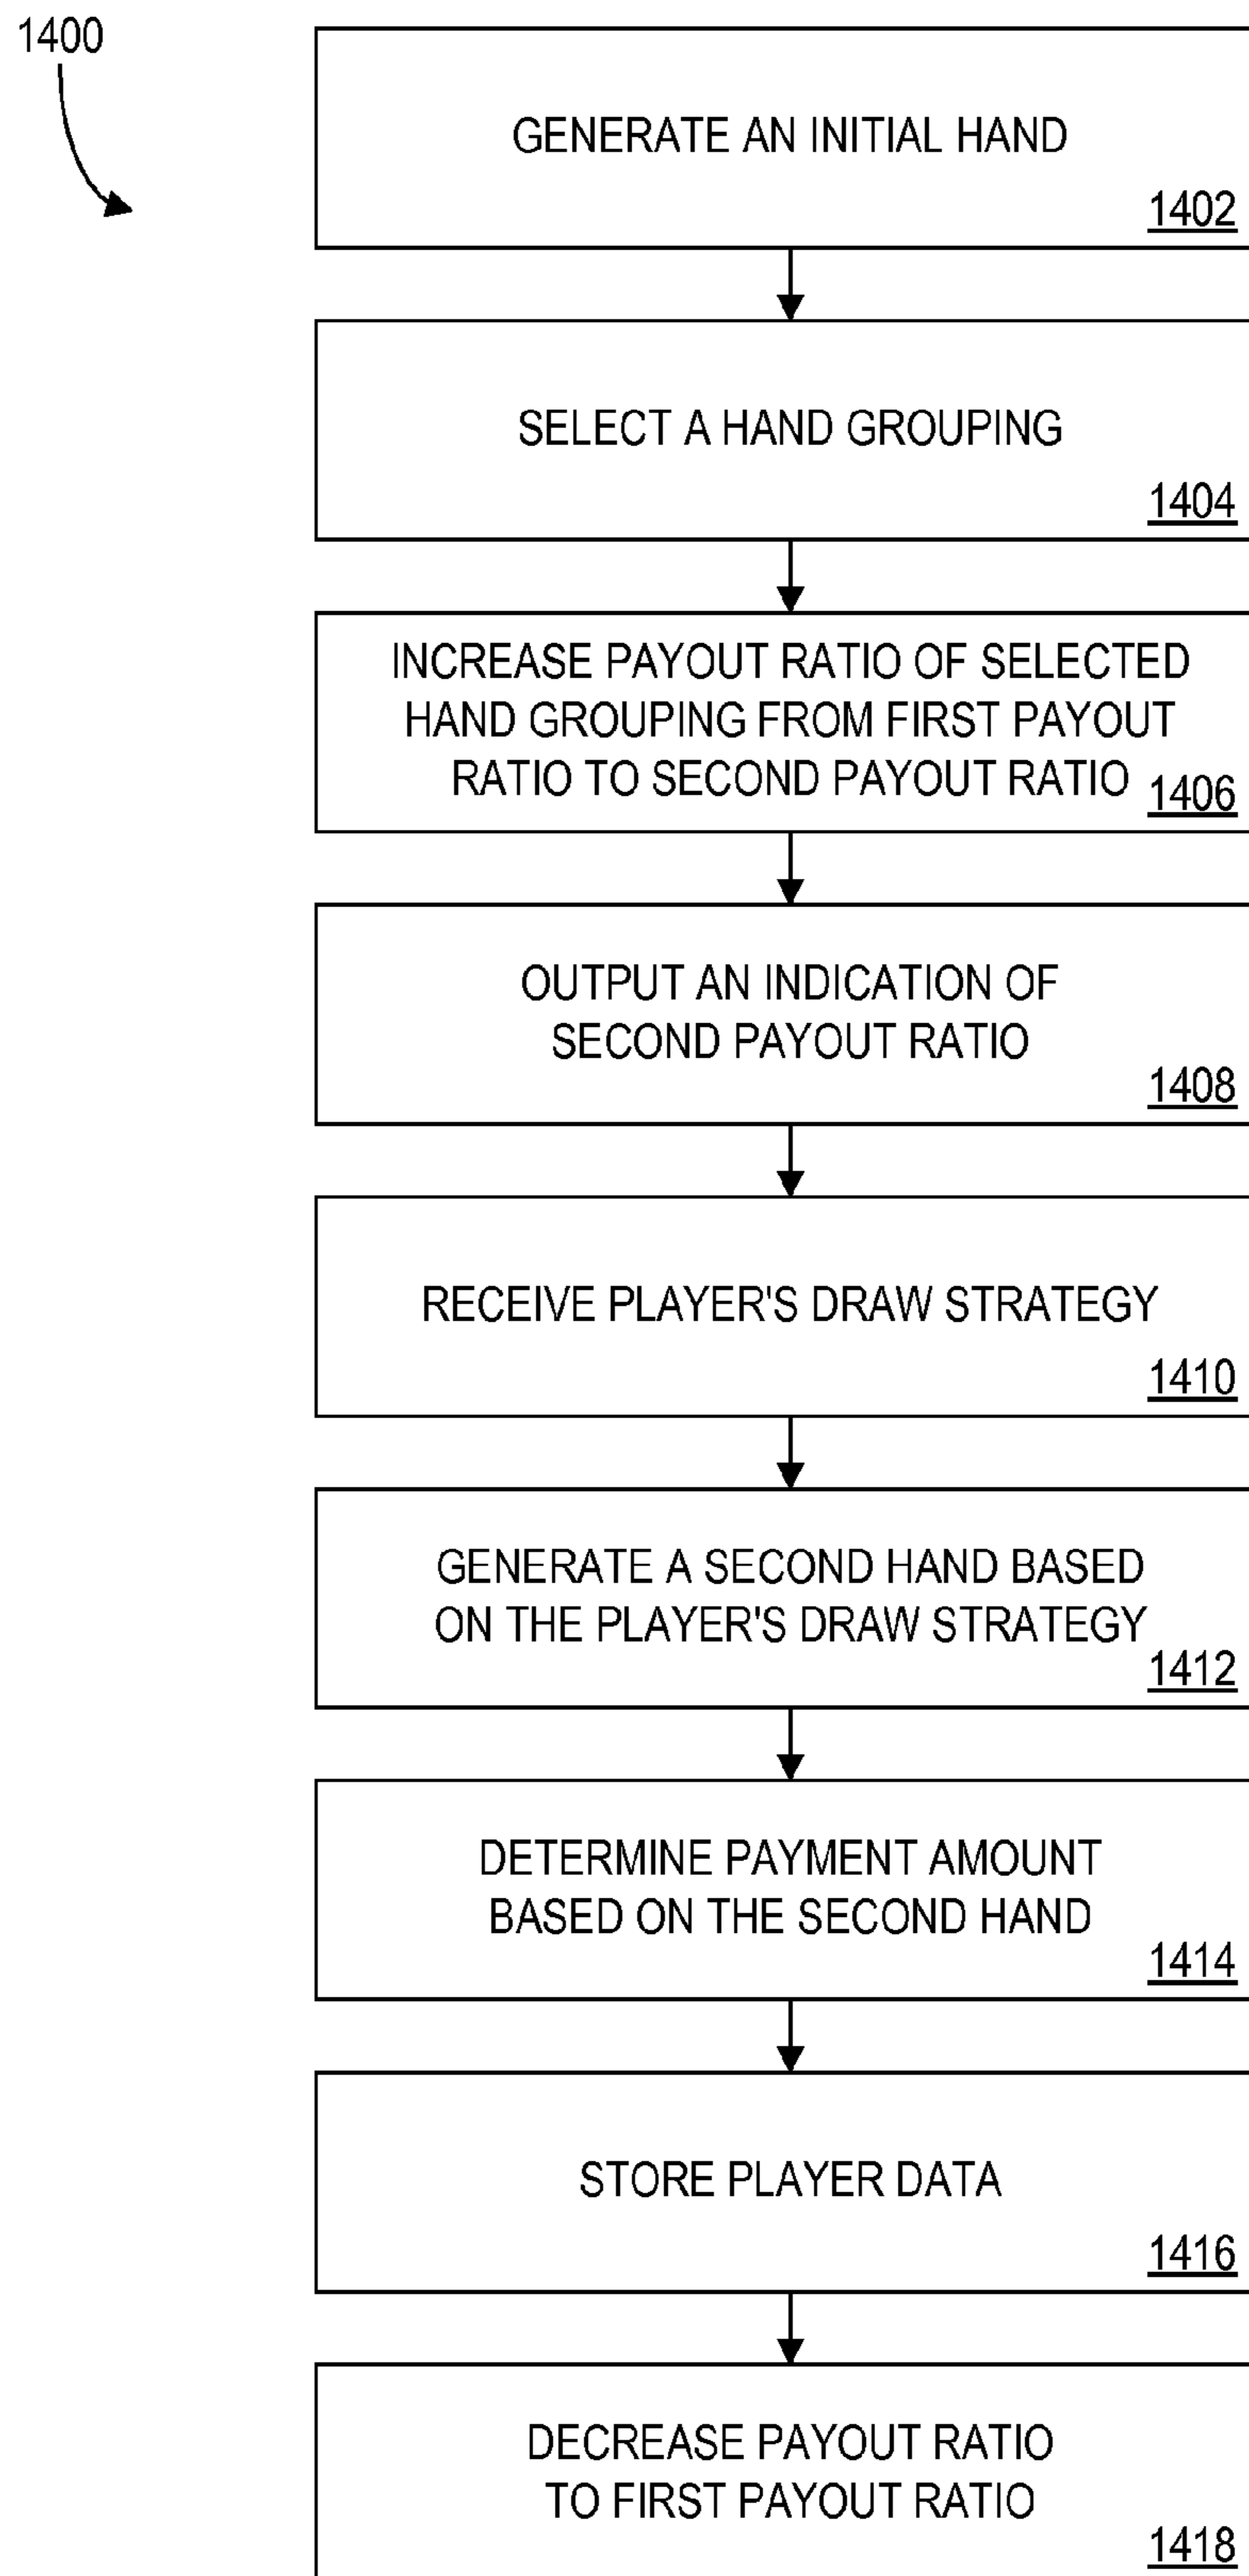 1400
GENERATE AN INITIAL HAND
1402
SELECT A HAND GROUPING
1404
INCREASE PAYOUT RATIO OF SELECTED
HAND GROUPING FROM FIRST PAYOUT
RATIO TO SECOND PAYOUT RATIO
1406
OUTPUT AN INDICATION OF
SECOND PAYOUT RATIO
1408
RECEIVE PLAYER'S DRAW STRATEGY
1410
GENERATE A SECOND HAND BASED
ON THE PLAYER'S DRAW STRATEGY
1412
DETERMINE PAYMENT AMOUNT
BASED ON THE SECOND HAND
1414
STORE PLAYER DATA
1416
DECREASE PAYOUT RATIO
TO FIRST PAYOUT RATIO
1418